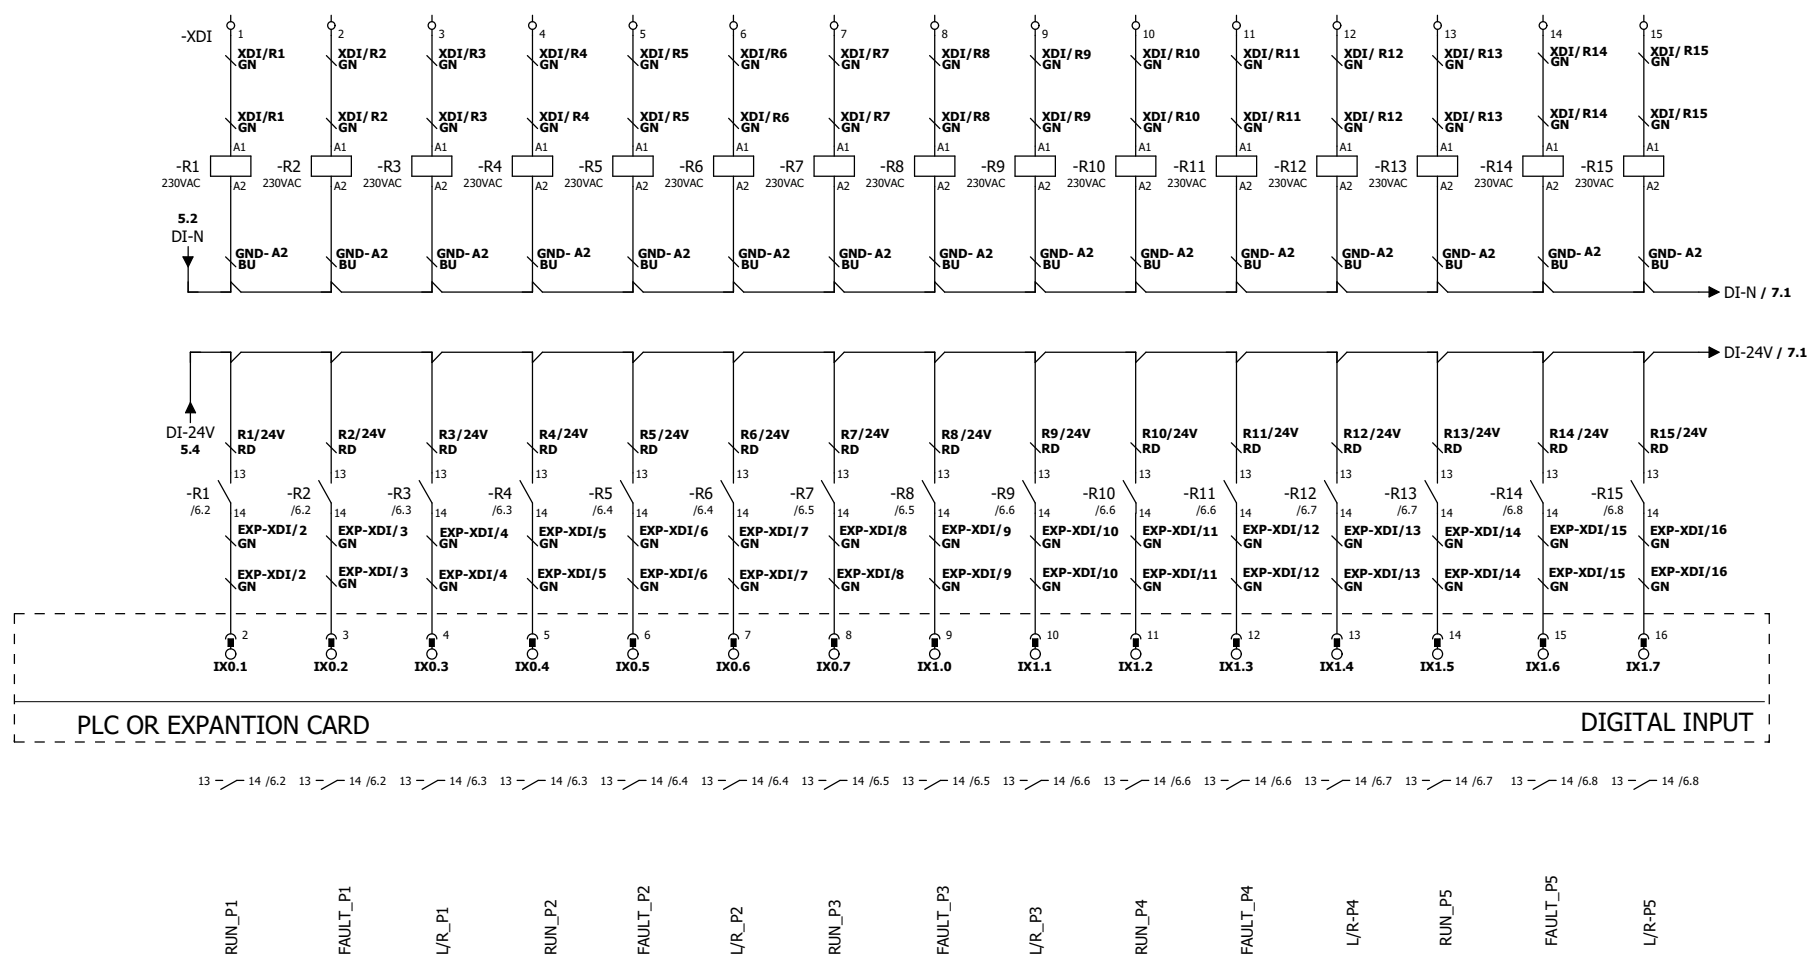 -XDI 1 2 3 4 5 6 7 8 9 10 11 12 13 14 15
XDI/R1 XDI/R2 XDI/R3 XDI/R4 XDI/R5 XDI/R6 XDI/R7 XDI/R8 XDI/R9 XDI/R10 XDI/R11 XDI/R12 XDI/R13 XDI/R14 XDI/R15
GN GN GN GN GN GN GN GN GN GN GN GN GN GN GN
XDI/R1 XDI/R2 XDI/R3 XDI/R4 XDI/R5 XDI/R6 XDI/R7 XDI/R8 XDI/R9 XDI/R10 XDI/R11 XDI/R12 XDI/R13 XDI/R14 XDI/R15
GN GN GN GN GN GN GN GN GN GN GN GN GN GN GN
A1 A1 A1 A1 A1 A1 A1 A1 A1 A1 A1 A1 A1 A1 A1
-R1 -R2 -R3 -R4 -R5 -R6 -R7 -R8 -R9 -R10 -R11 -R12 -R13 -R14 -R15
230VAC 230VAC 230VAC 230VAC 230VAC 230VAC 230VAC 230VAC 230VAC 230VAC 230VAC 230VAC 230VAC 230VAC 230VAC
A2 A2 A2 A2 A2 A2 A2 A2 A2 A2 A2 A2 A2 A2 A2
5.2
DI-N
GND-A2 GND-A2 GND-A2 GND-A2 GND-A2 GND-A2 GND-A2 GND-A2 GND-A2 GND-A2 GND-A2 GND-A2 GND-A2 GND-A2 GND-A2
BU BU BU BU BU BU BU BU BU BU BU BU BU BU BU
DI-N / 7.1
DI-24V / 7.1
DI-24V
5.4
R1/24V R2/24V R3/24V R4/24V R5/24V R6/24V R7/24V R8/24V R9/24V R10/24V R11/24V R12/24V R13/24V R14/24V R15/24V
RD RD RD RD RD RD RD RD RD RD RD RD RD RD RD
13 13 13 13 13 13 13 13 13 13 13 13 13 13 13
-R1 -R2 -R3 -R4 -R5 -R6 -R7 -R8 -R9 -R10 -R11 -R12 -R13 -R14 -R15
/6.2 /6.2 /6.3 /6.3 /6.4 /6.4 /6.5 /6.5 /6.6 /6.6 /6.6 /6.7 /6.7 /6.8 /6.8
14 14 14 14 14 14 14 14 14 14 14 14 14 14 14
EXP-XDI/2 EXP-XDI/3 EXP-XDI/4 EXP-XDI/5 EXP-XDI/6 EXP-XDI/7 EXP-XDI/8 EXP-XDI/9 EXP-XDI/10 EXP-XDI/11 EXP-XDI/12 EXP-XDI/13 EXP-XDI/14 EXP-XDI/15 EXP-XDI/16
GN GN GN GN GN GN GN GN GN GN GN GN GN GN GN
EXP-XDI/2 EXP-XDI/3 EXP-XDI/4 EXP-XDI/5 EXP-XDI/6 EXP-XDI/7 EXP-XDI/8 EXP-XDI/9 EXP-XDI/10 EXP-XDI/11 EXP-XDI/12 EXP-XDI/13 EXP-XDI/14 EXP-XDI/15 EXP-XDI/16
GN GN GN GN GN GN GN GN GN GN GN GN GN GN GN
2 3 4 5 6 7 8 9 10 11 12 13 14 15 16
IX0.1 IX0.2 IX0.3 IX0.4 IX0.5 IX0.6 IX0.7 IX1.0 IX1.1 IX1.2 IX1.3 IX1.4 IX1.5 IX1.6 IX1.7
PLC OR EXPANTION CARD DIGITAL INPUT
13 14 /6.2 13 14 /6.2 13 14 /6.3 13 14 /6.3 13 14 /6.4 13 14 /6.4 13 14 /6.5 13 14 /6.5 13 14 /6.6 13 14 /6.6 13 14 /6.6 13 14 /6.7 13 14 /6.7 13 14 /6.8 13 14 /6.8
RUN_P1
FAULT_P1
L/R_P1
RUN_P2
FAULT_P2
L/R_P2
RUN_P3
FAULT_P3
L/R_P3
RUN_P4
FAULT_P4
L/R-P4
RUN_P5
FAULT_P5
L/R-P5